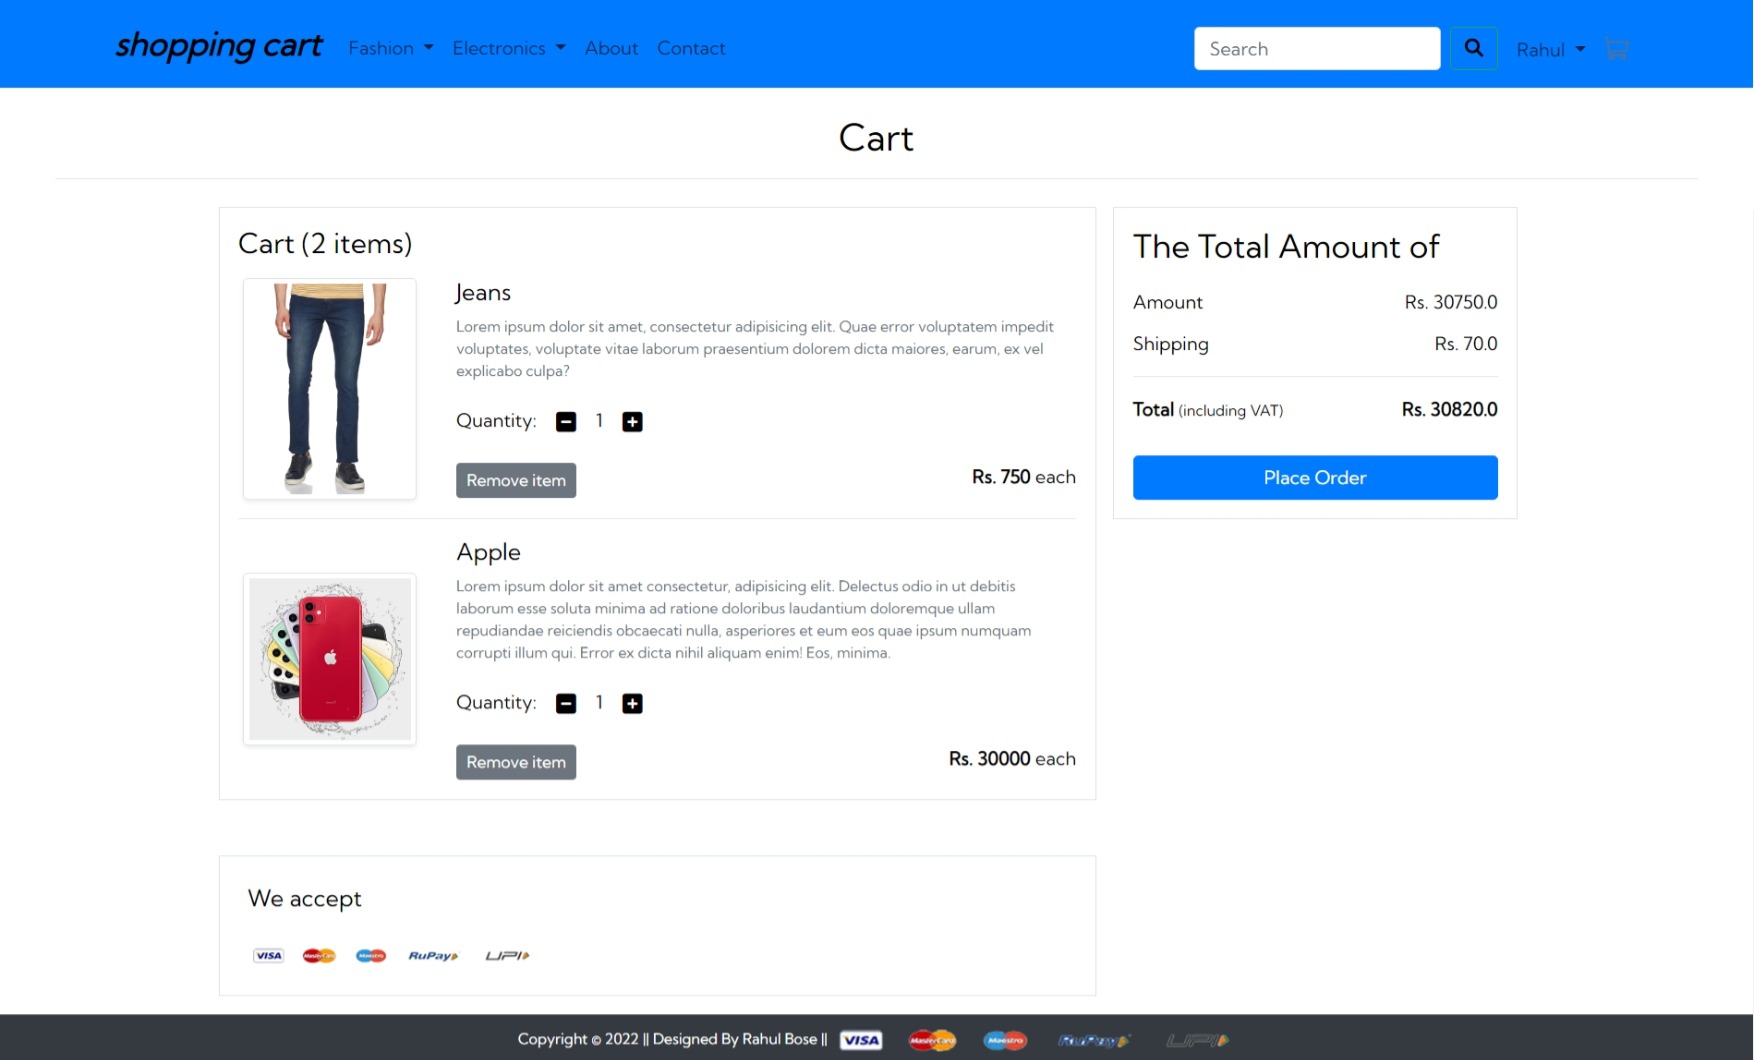 shopping cart Fashion Electronics About Contact Search Rahul
Cart
Cart (2 items)
Jeans
Lorem ipsum dolor sit amet, consectetur adipisicing elit. Quae error voluptatem impedit
voluptates, voluptate vitae laborum praesentium dolorem dicta maiores, earum, ex vel
explicabo culpa?
Quantity: 1
Remove item Rs. 750 each
Apple
Lorem ipsum dolor sit amet consectetur, adipisicing elit. Delectus odio in ut debitis
laborum esse soluta minima ad ratione doloribus laudantium doloremque ullam
repudiandae reiciendis obcaecati nulla, asperiores et eum eos quae ipsum numquam
corrupti illum qui. Error ex dicta nihil aliquam enim! Eos, minima.
Quantity: 1
Remove item Rs. 30000 each
The Total Amount of
Amount Rs. 30750.0
Shipping Rs. 70.0
Total (including VAT) Rs. 30820.0
Place Order
We accept
VISA MasterCard Maestro RuPay UPI
Copyright © 2022 || Designed By Rahul Bose || VISA MasterCard Maestro RuPay UPI